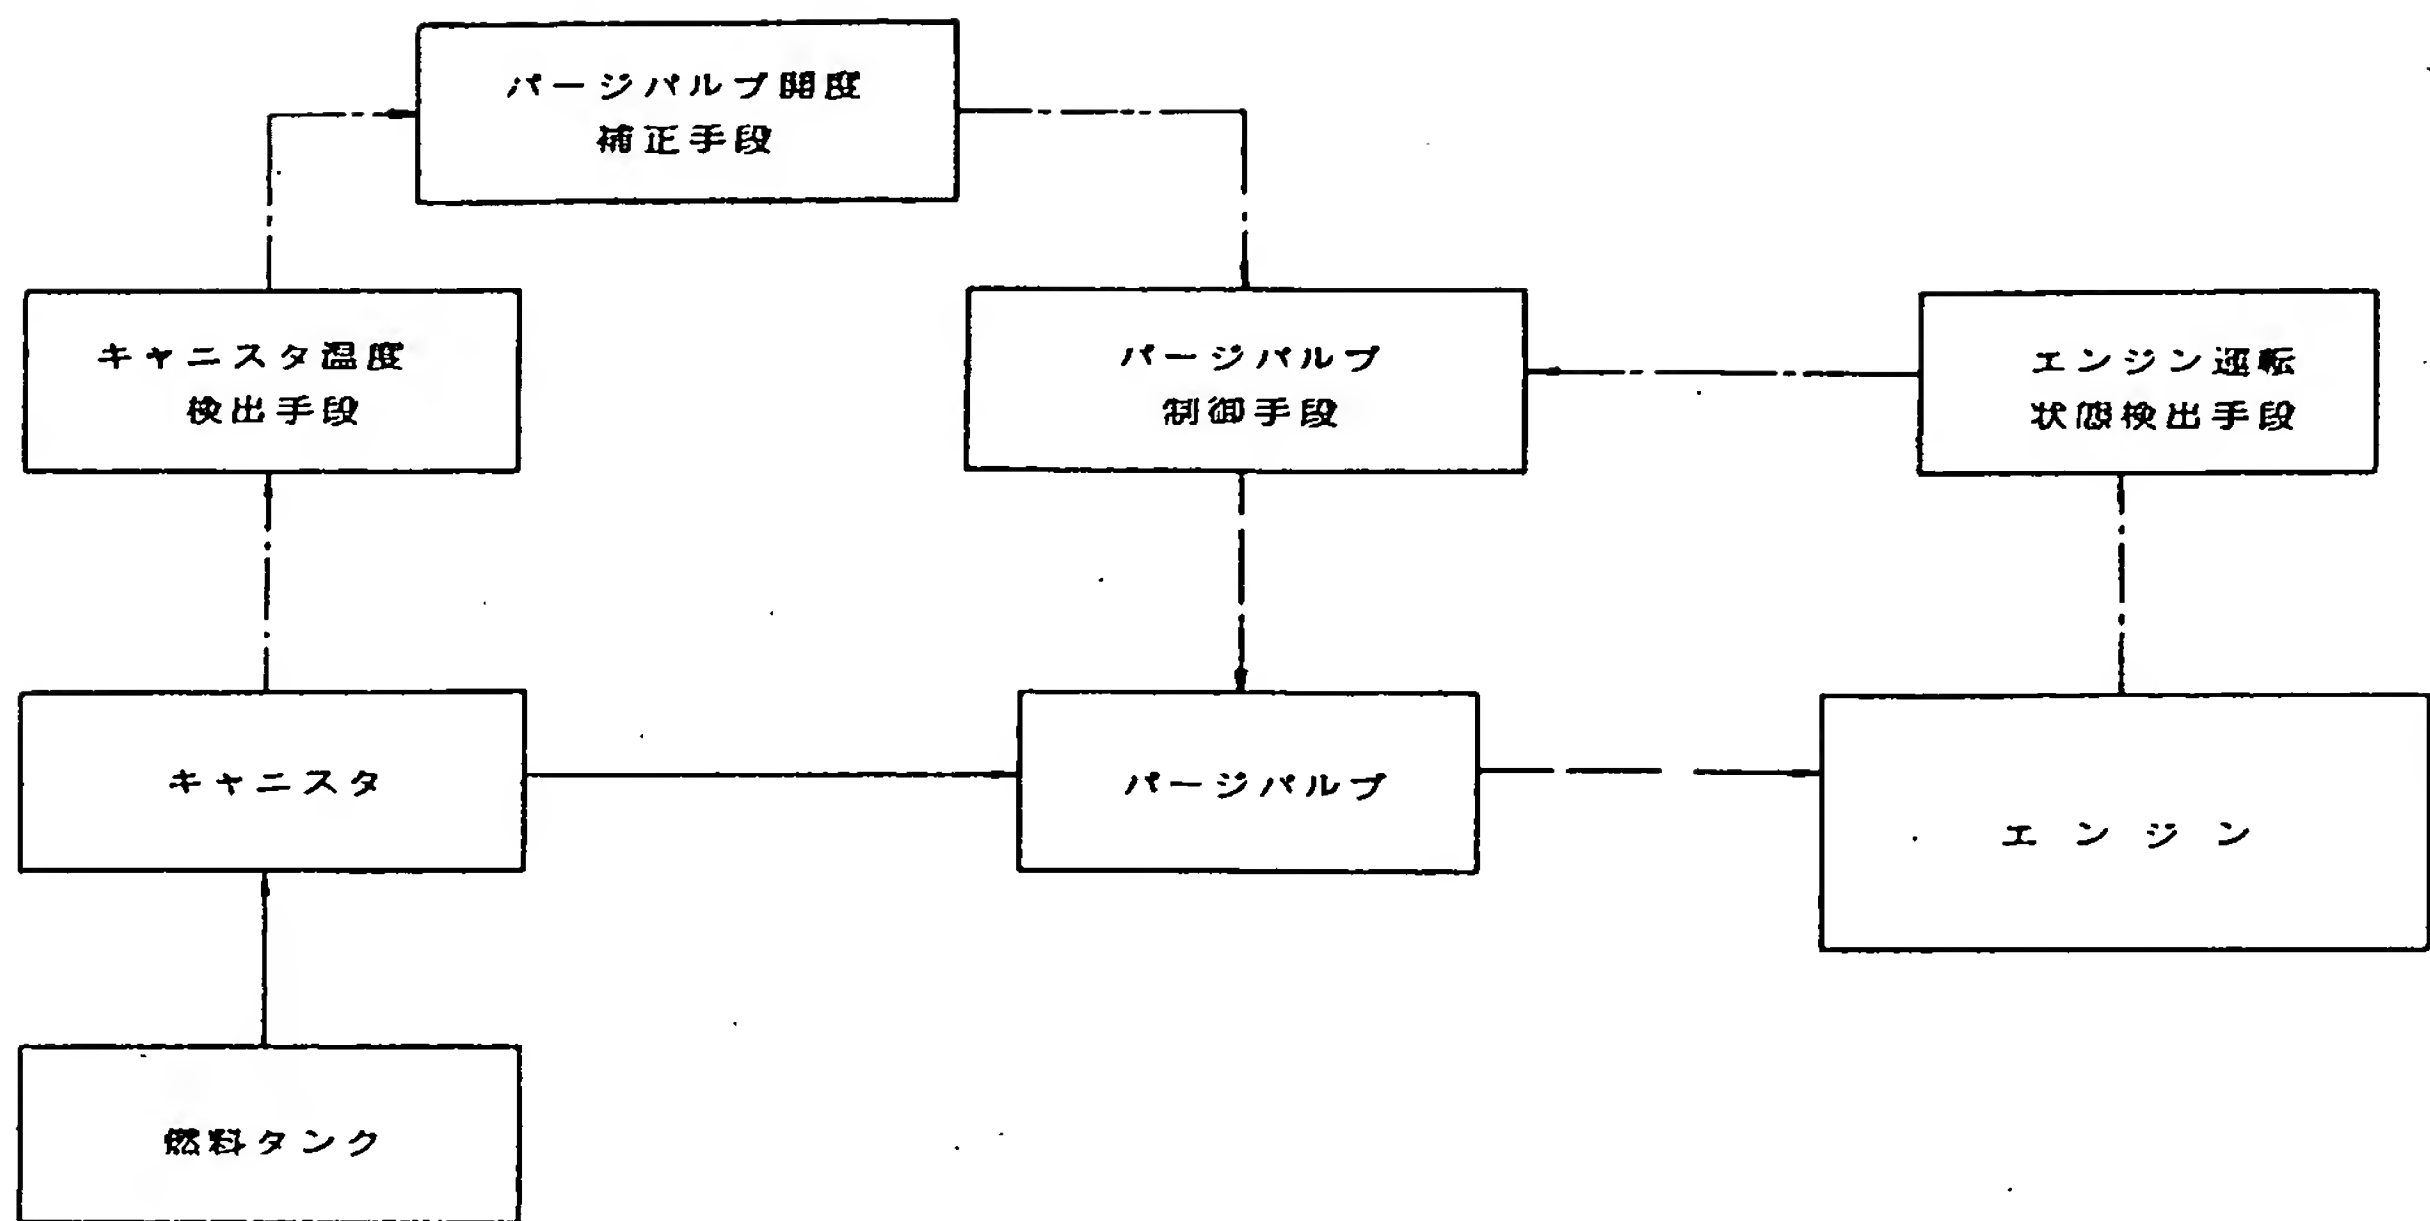 パージバルブ開度
補正手段
キャニスタ温度
検出手段
パージバルブ
制御手段
エンジン運転
状態検出手段
キャニスタ
パージバルブ
エンジン
燃料タンク